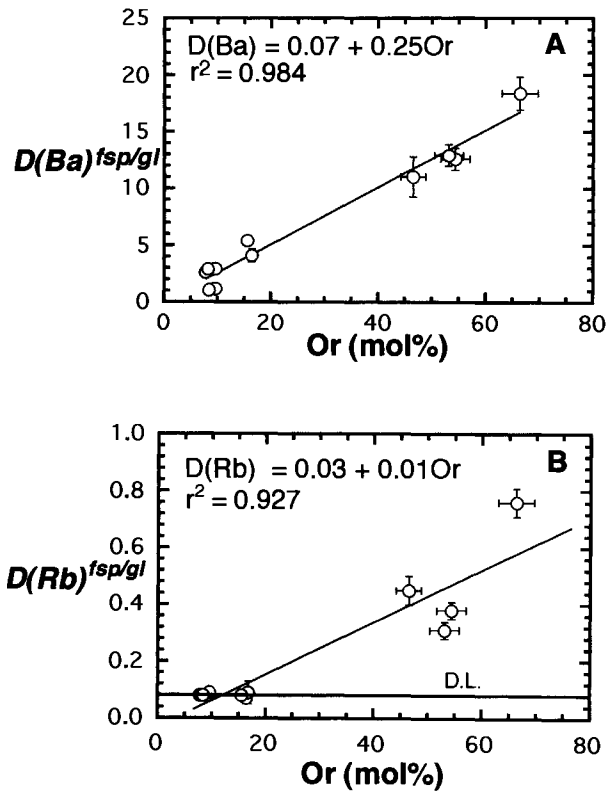 25
20
15
10
5
0
D(Ba)fsp/gl
D(Ba) = 0.07 + 0.25Or
r2 = 0.984
A
0 20 40 60 80
Or (mol%)
1.0
0.8
0.6
0.4
0.2
0.0
D(Rb)fsp/gl
D(Rb) = 0.03 + 0.01Or
r2 = 0.927
B
D.L.
0 20 40 60 80
Or (mol%)